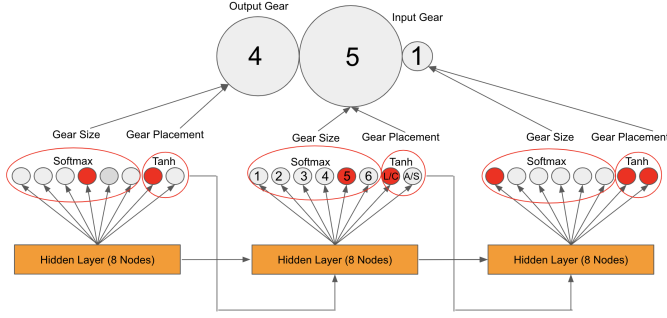 Output Gear
Input Gear
4
5
1
Gear Size
Gear Placement
Gear Size
Gear Placement
Gear Size
Gear Placement
Softmax
Tanh
Softmax
Tanh
Softmax
Tanh
1 2 3 4 5 6 L/C A/S
Hidden Layer (8 Nodes)
Hidden Layer (8 Nodes)
Hidden Layer (8 Nodes)